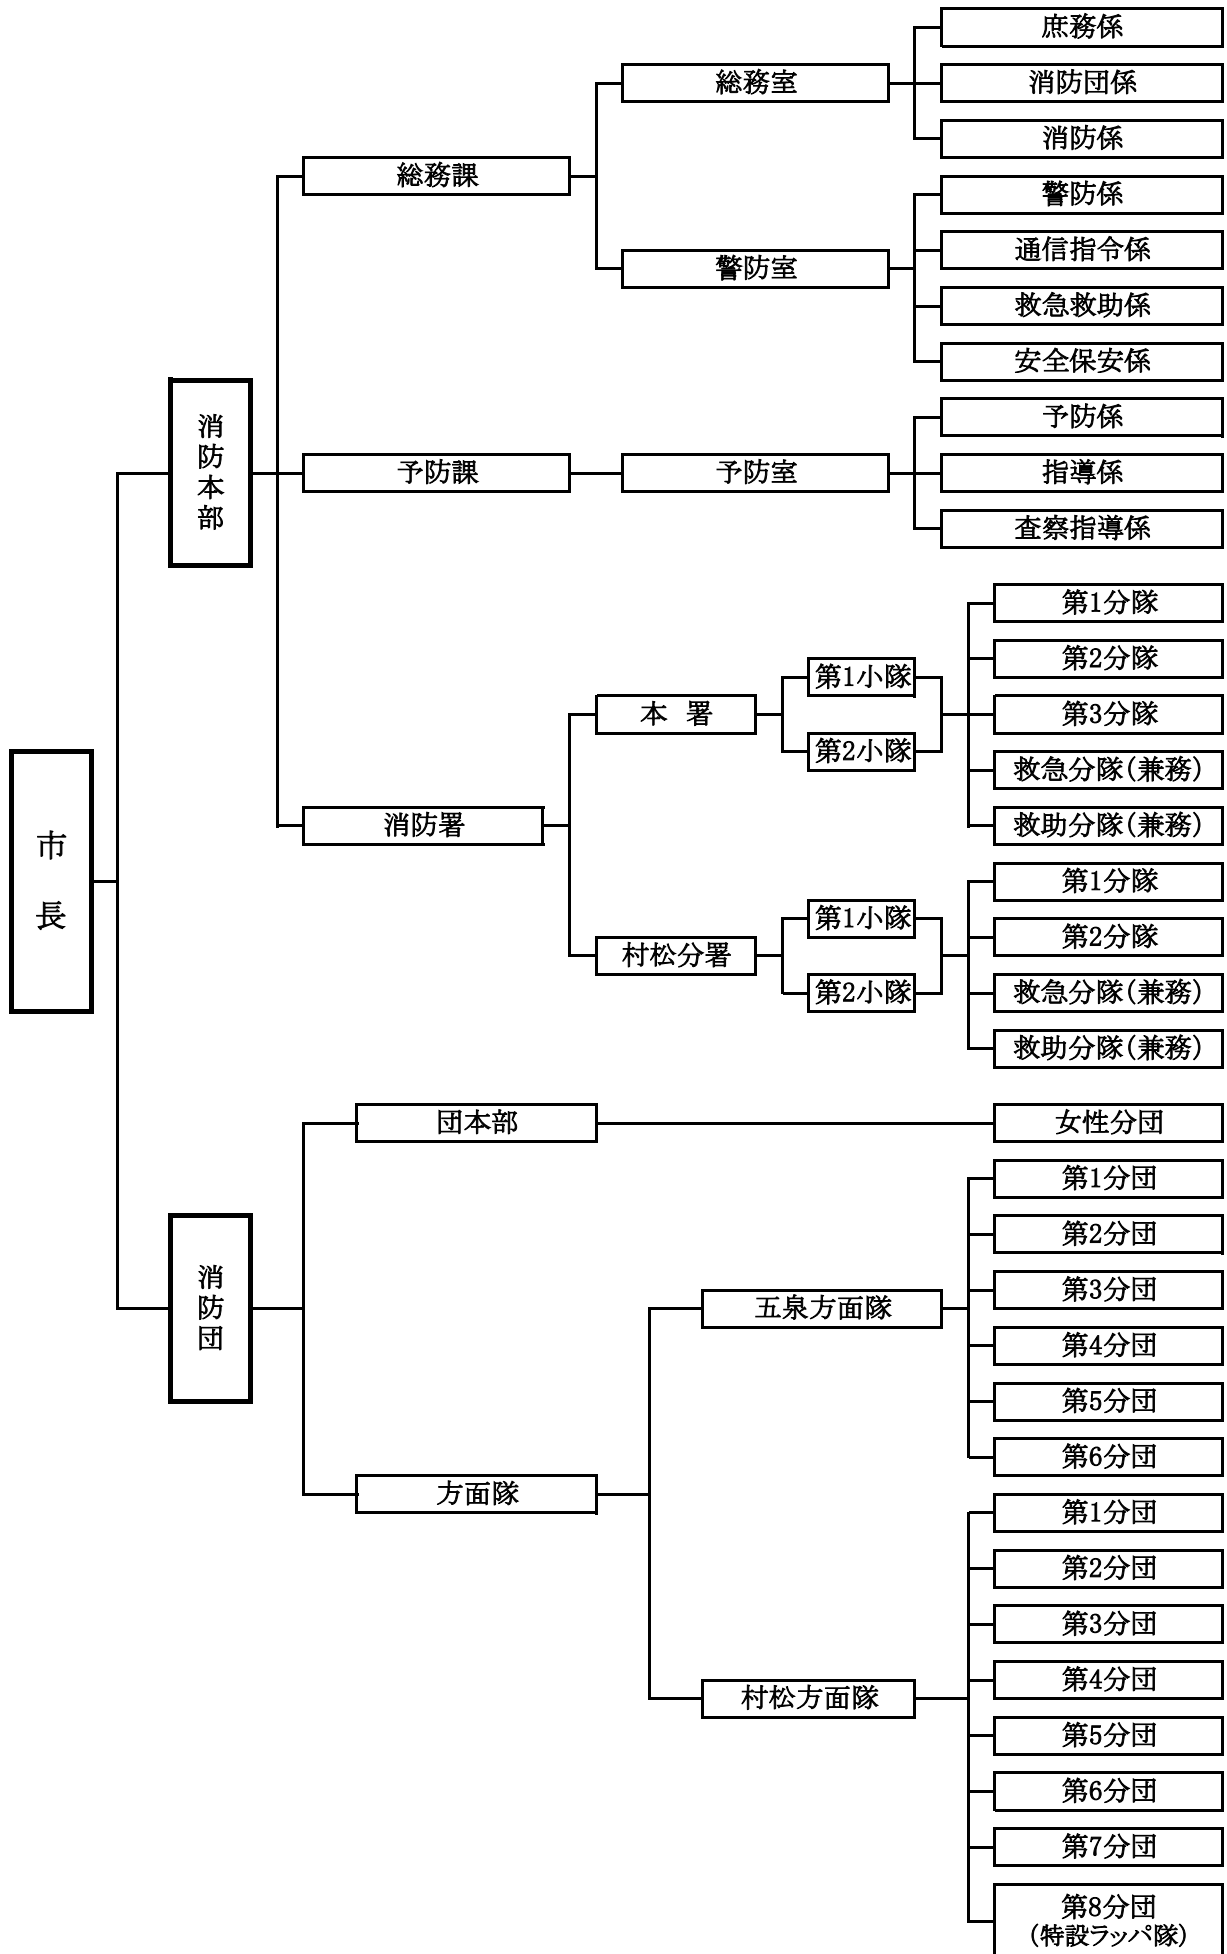 市長
消防本部
総務課
総務室
庶務係
消防団係
消防係
警防室
警防係
通信指令係
救急救助係
安全保安係
予防課
予防室
予防係
指導係
査察指導係
消防署
本　署
第1小隊
第2小隊
第1分隊
第2分隊
第3分隊
救急分隊（兼務）
救助分隊（兼務）
村松分署
第1小隊
第2小隊
第1分隊
第2分隊
救急分隊（兼務）
救助分隊（兼務）
消防団
団本部
女性分団
方面隊
五泉方面隊
第1分団
第2分団
第3分団
第4分団
第5分団
第6分団
村松方面隊
第1分団
第2分団
第3分団
第4分団
第5分団
第6分団
第7分団
第8分団
（特設ラッパ隊）